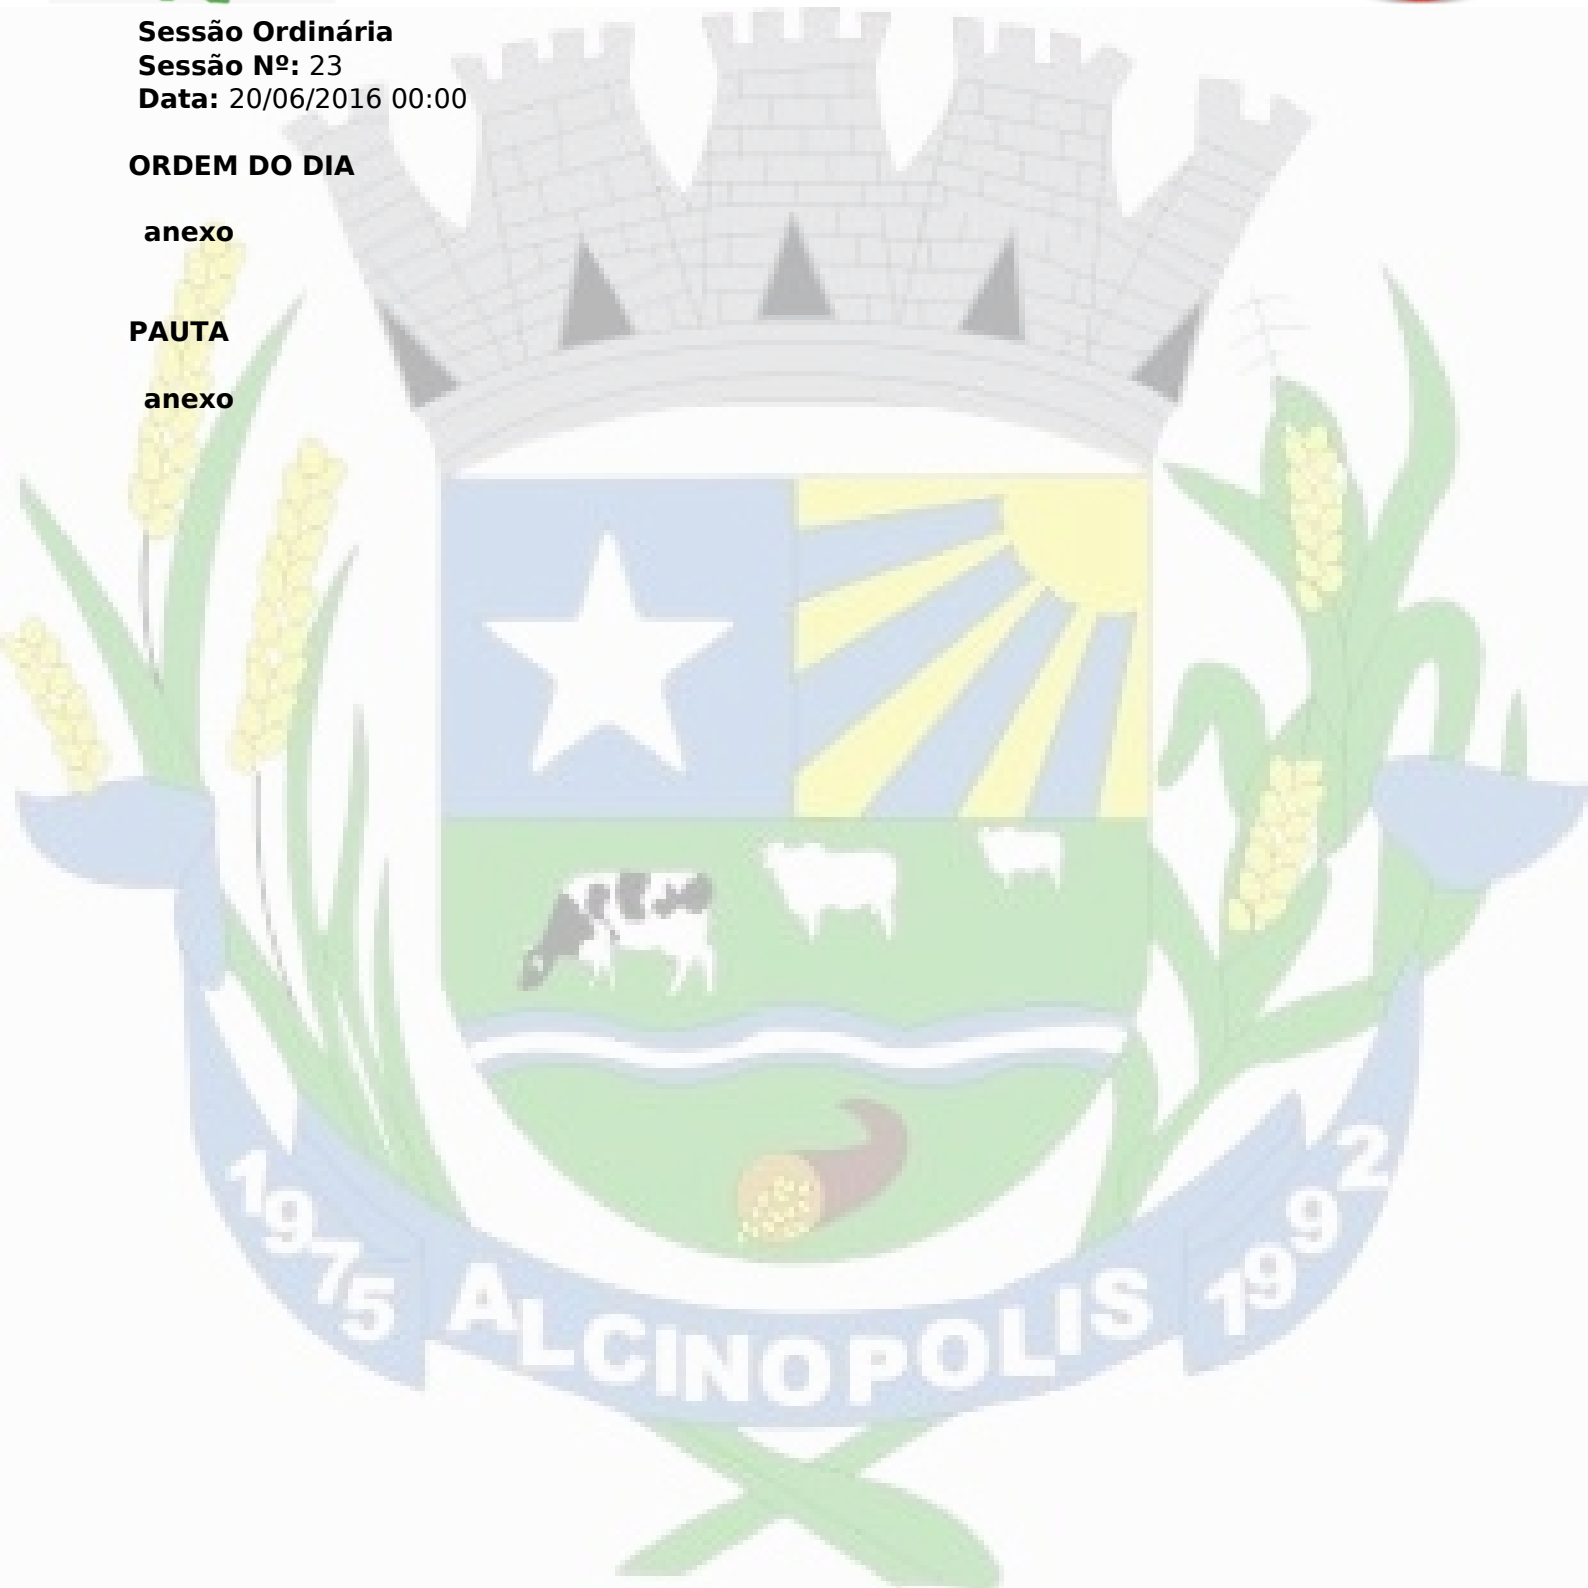 Sessão Ordinária
Sessão Nº: 23
Data: 20/06/2016 00:00
ORDEM DO DIA
anexo
PAUTA
anexo
1975 ALCINOPOLIS 1992